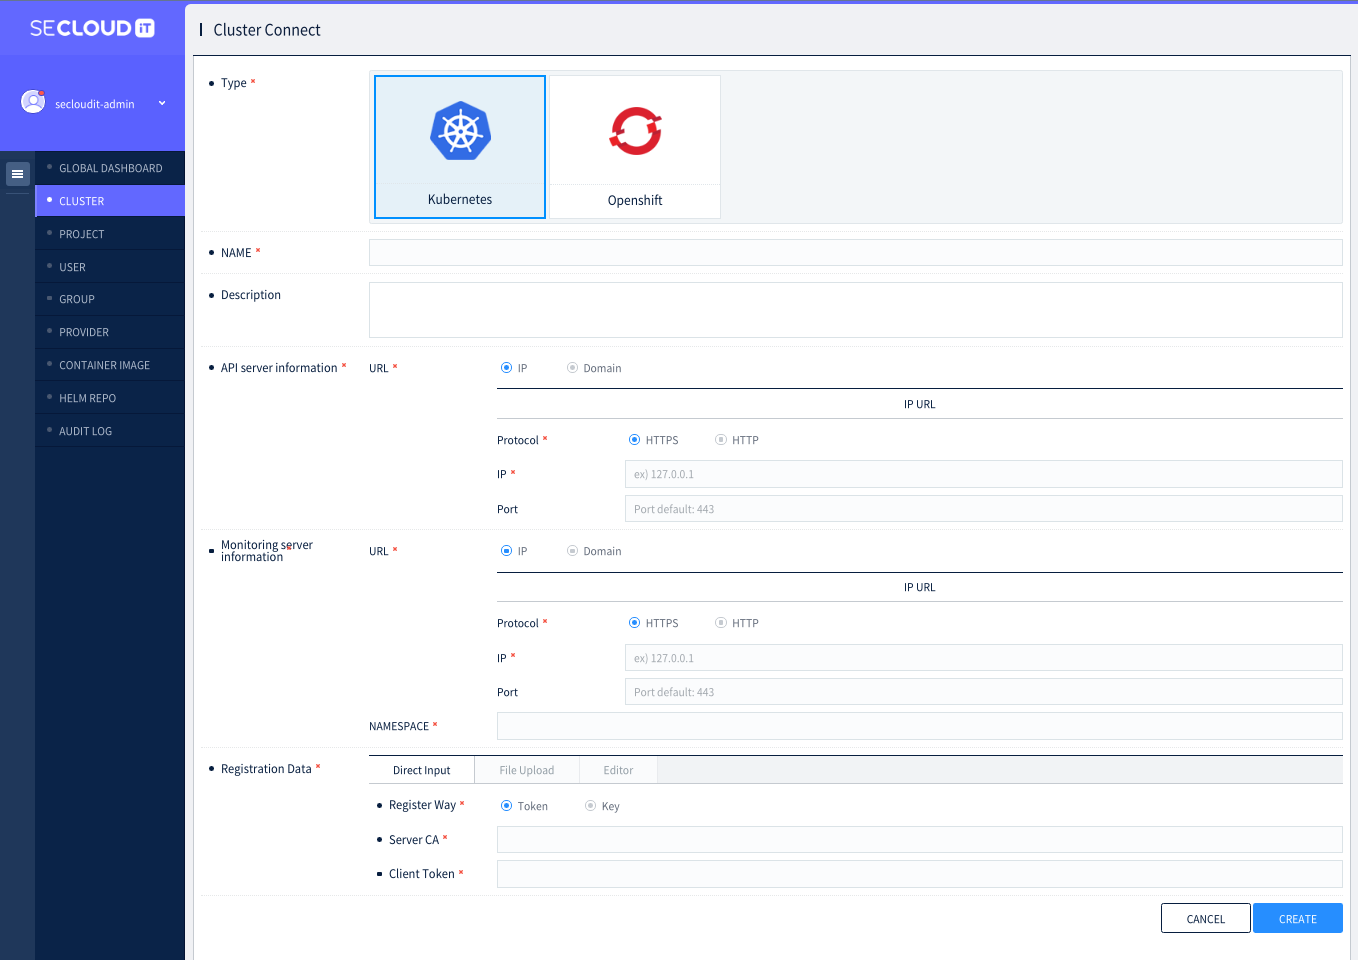 SECLOUDiT
Cluster Connect
secloudit-admin
GLOBAL DASHBOARD
CLUSTER
PROJECT
USER
GROUP
PROVIDER
CONTAINER IMAGE
HELM REPO
AUDIT LOG
Type *
Kubernetes
Openshift
NAME *
Description
API server information *
URL *
IP
Domain
IP URL
Protocol *
HTTPS
HTTP
IP *
ex) 127.0.0.1
Port
Port default: 443
Monitoring server
information *
URL *
IP
Domain
IP URL
Protocol *
HTTPS
HTTP
IP *
ex) 127.0.0.1
Port
Port default: 443
NAMESPACE *
Registration Data *
Direct Input
File Upload
Editor
Register Way *
Token
Key
Server CA *
Client Token *
CANCEL
CREATE